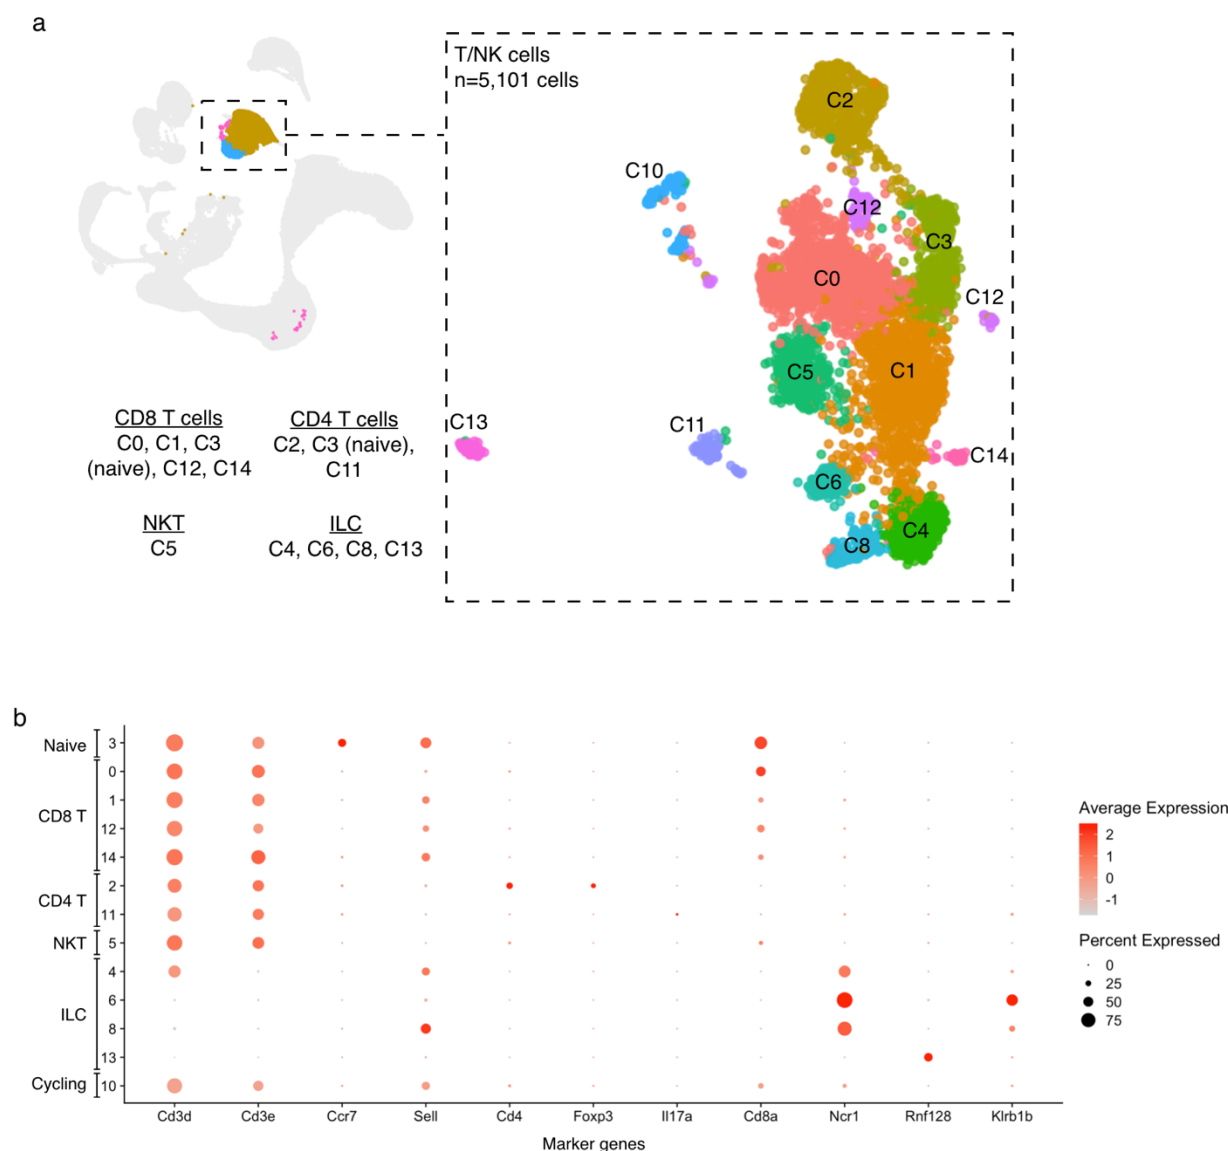 a
T/NK cells
n=5,101 cells
C2
C10
C12
C3
C0
C12
C5
C1
C13
C11
C14
C6
C4
C8
CD8 T cells
C0, C1, C3
(naive), C12, C14
CD4 T cells
C2, C3 (naive),
C11
NKT
C5
ILC
C4, C6, C8, C13
b
Naive
3
0
1
CD8 T
12
14
2
CD4 T
11
NKT
5
4
6
ILC
8
13
Cycling
10
Cd3d Cd3e Ccr7 Sell Cd4 Foxp3 Il17a Cd8a Ncr1 Rnf128 Klrb1b
Marker genes
Average Expression
2
1
0
-1
Percent Expressed
0
25
50
75